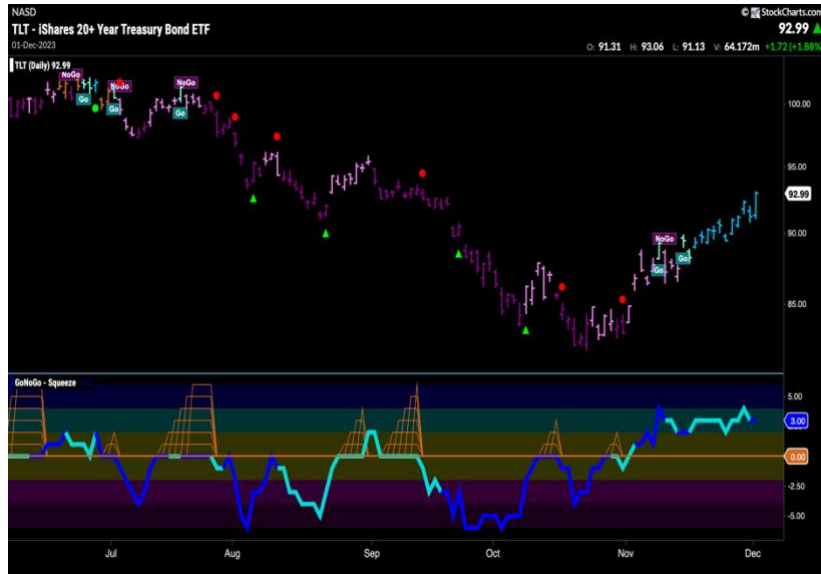 NASD © StockCharts.com
TLT - iShares 20+ Year Treasury Bond ETF 92.99
01-Dec-2023 O: 91.31 H: 93.06 L: 91.13 V: 64.172m +1.72 (+1.88%)
TLT (Daily) 92.99
NoGo NoGo NoGo
Go Go Go
100.00
95.00
92.99
90.00
NoGo
Go Go
85.00
GoNoGo - Squeeze
5.00
3.00
0.00
-2.50
-5.00
Jul Aug Sep Oct Nov Dec